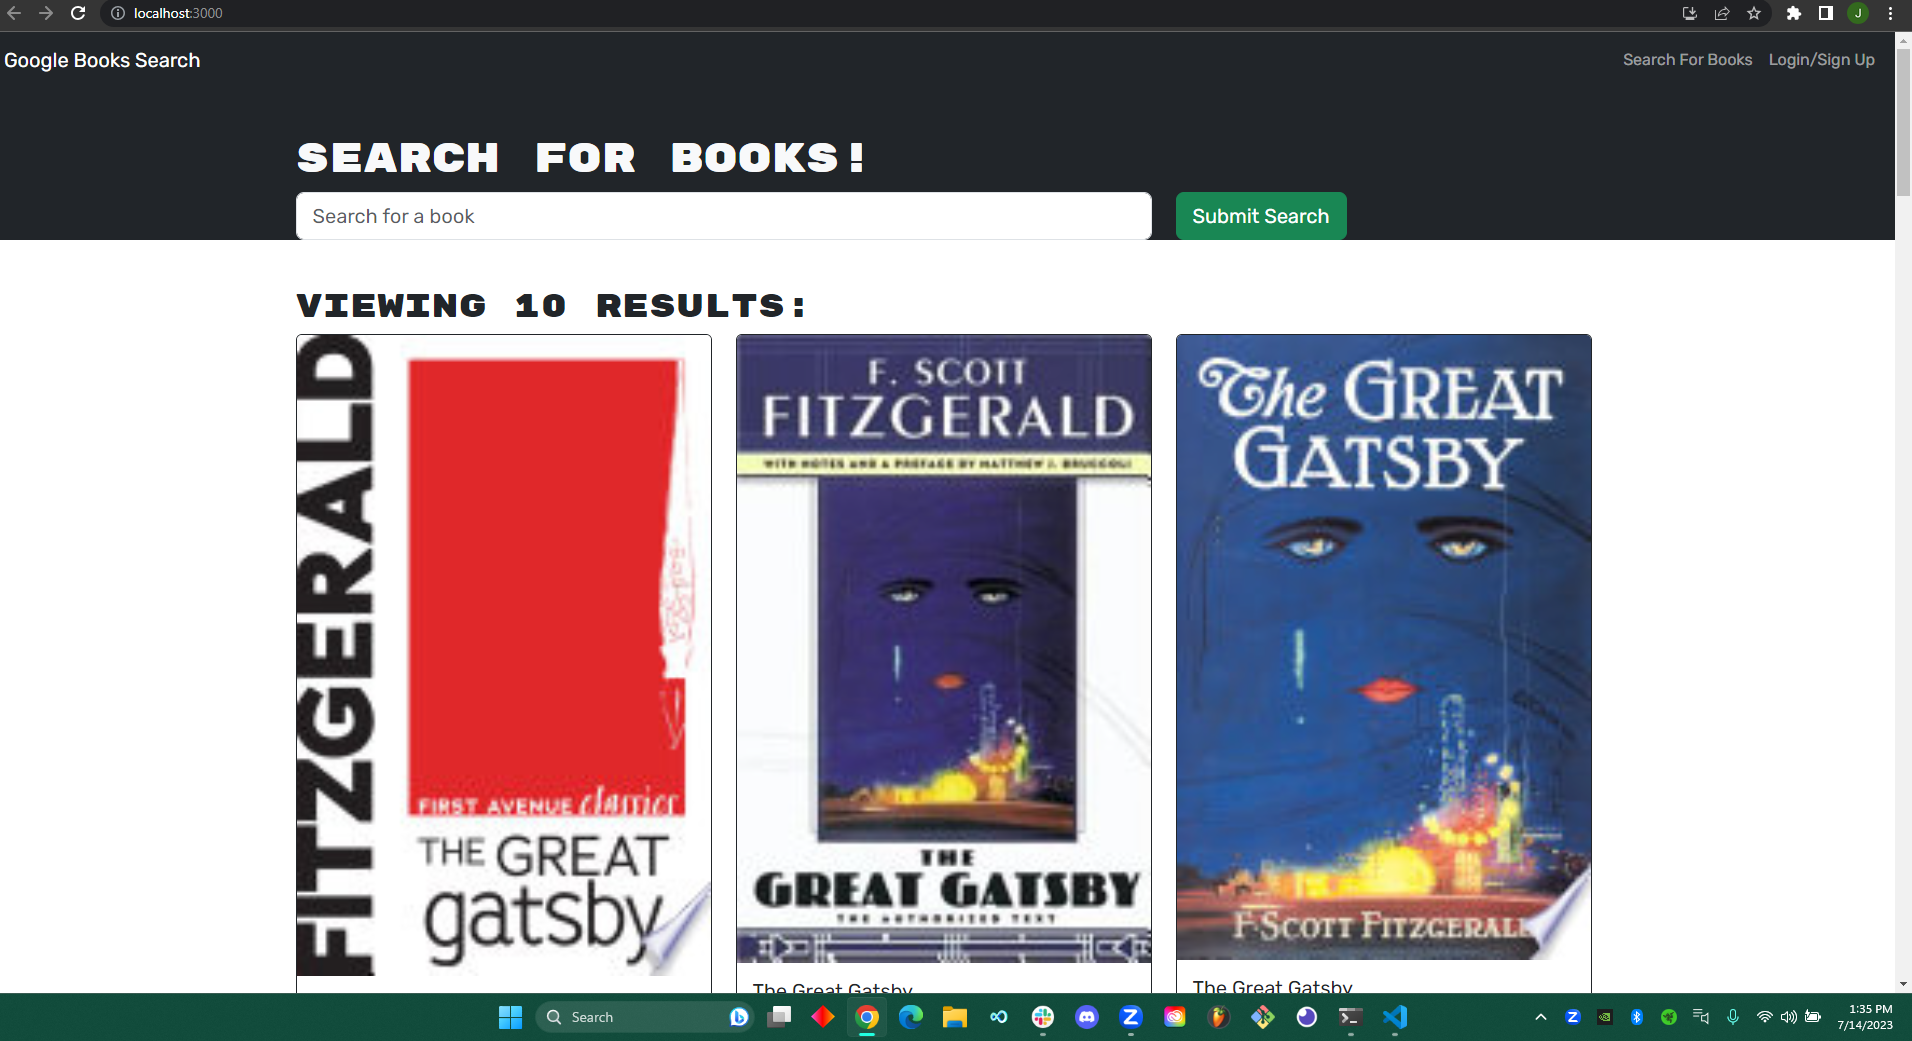 localhost:3000
J
Google Books Search
Search For Books
Login/Sign Up
SEARCH FOR BOOKS!
Search for a book
Submit Search
VIEWING 10 RESULTS:
FITZGERALD
FIRST AVENUE classics
THE GREAT
gatsby
F. SCOTT
FITZGERALD
WITH NOTES AND A PREFACE BY MATTHEW J. BRUCCOLI
THE
GREAT GATSBY
THE AUTHORIZED TEXT
The Great Gatsby
The GREAT
GATSBY
F·SCOTT FITZGERALD
The Great Gatsby
Search
1:35 PM
7/14/2023